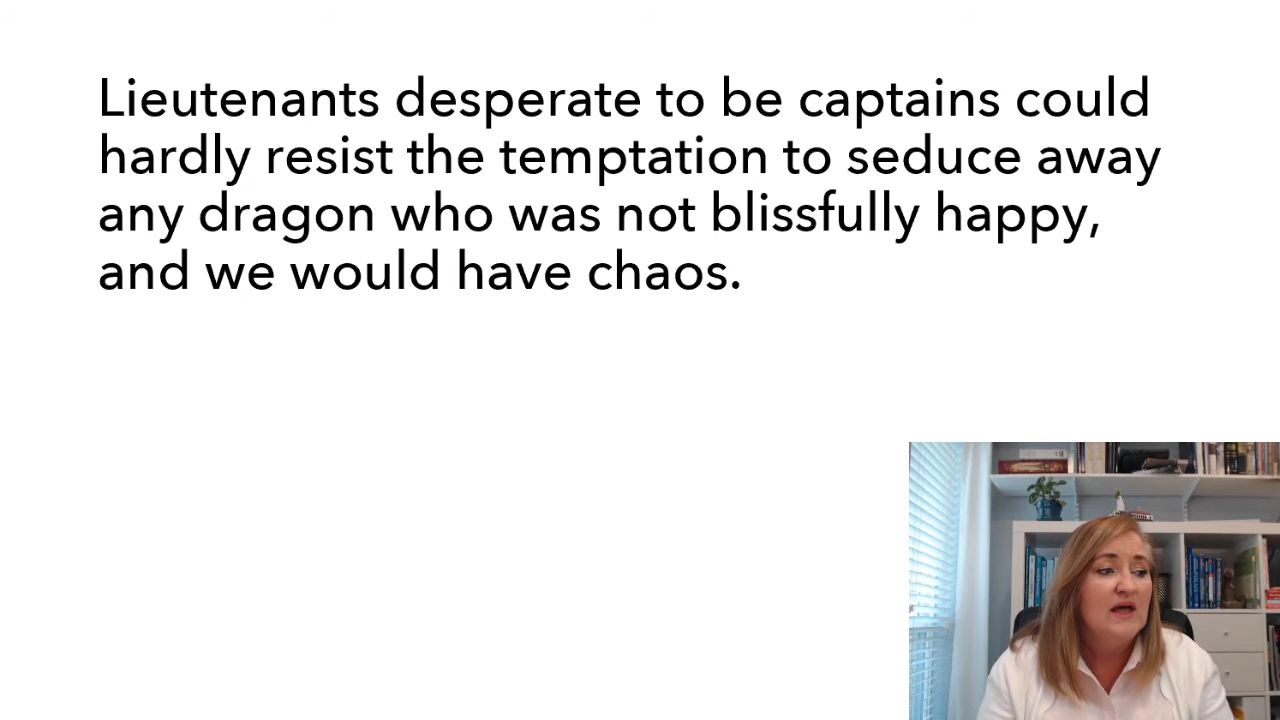 Lieutenants desperate to be captains could
hardly resist the temptation to seduce away
any dragon who was not blissfully happy,
and we would have chaos.